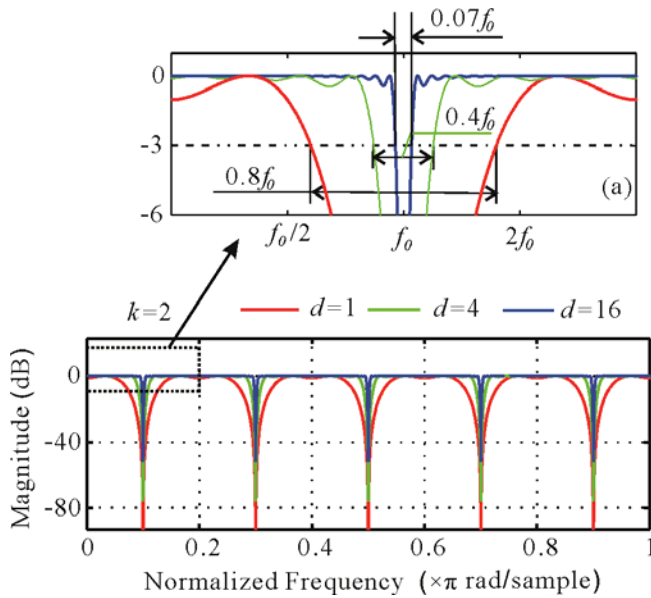 0.07f₀
0
-3
-6
0.4f₀
0.8f₀
(a)
f₀/2
f₀
2f₀
k=2
d=1
d=4
d=16
Magnitude (dB)
0
-40
-80
0
0.2
0.4
0.6
0.8
1
Normalized Frequency (×π rad/sample)